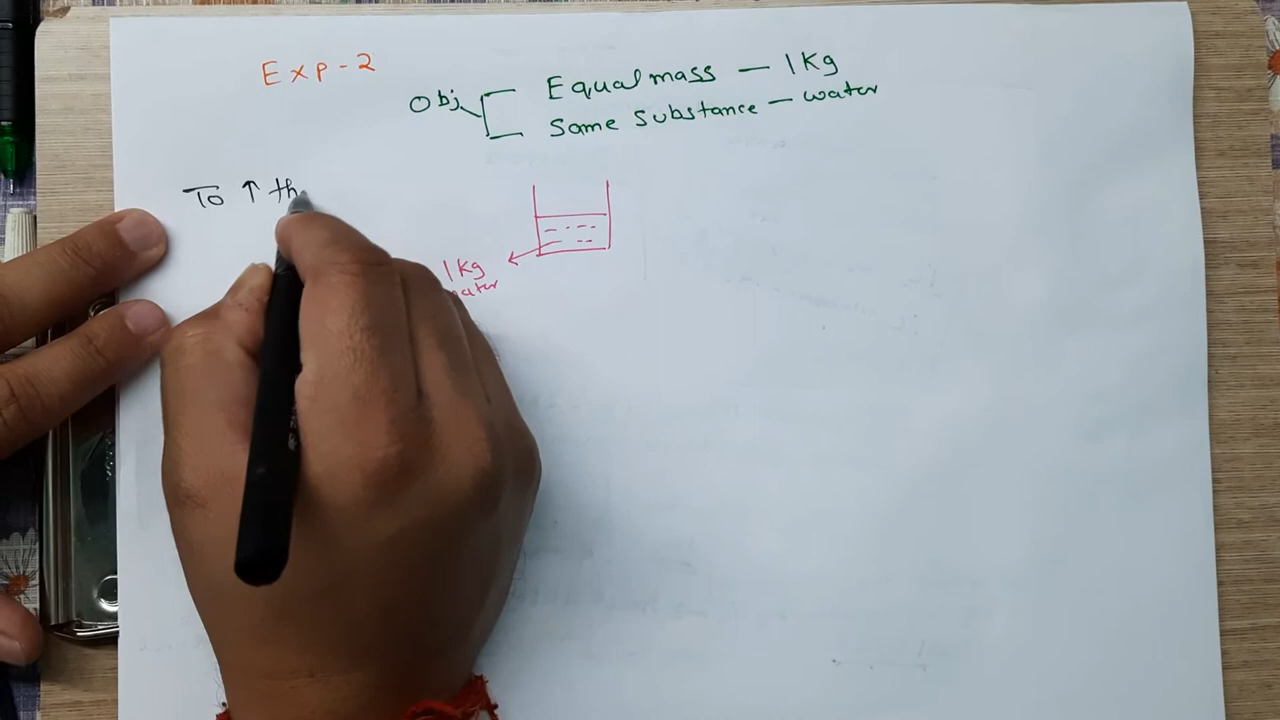 Exp-2
Obj
Equal mass — 1Kg
Same Substance — water
To ↑ th
1Kg